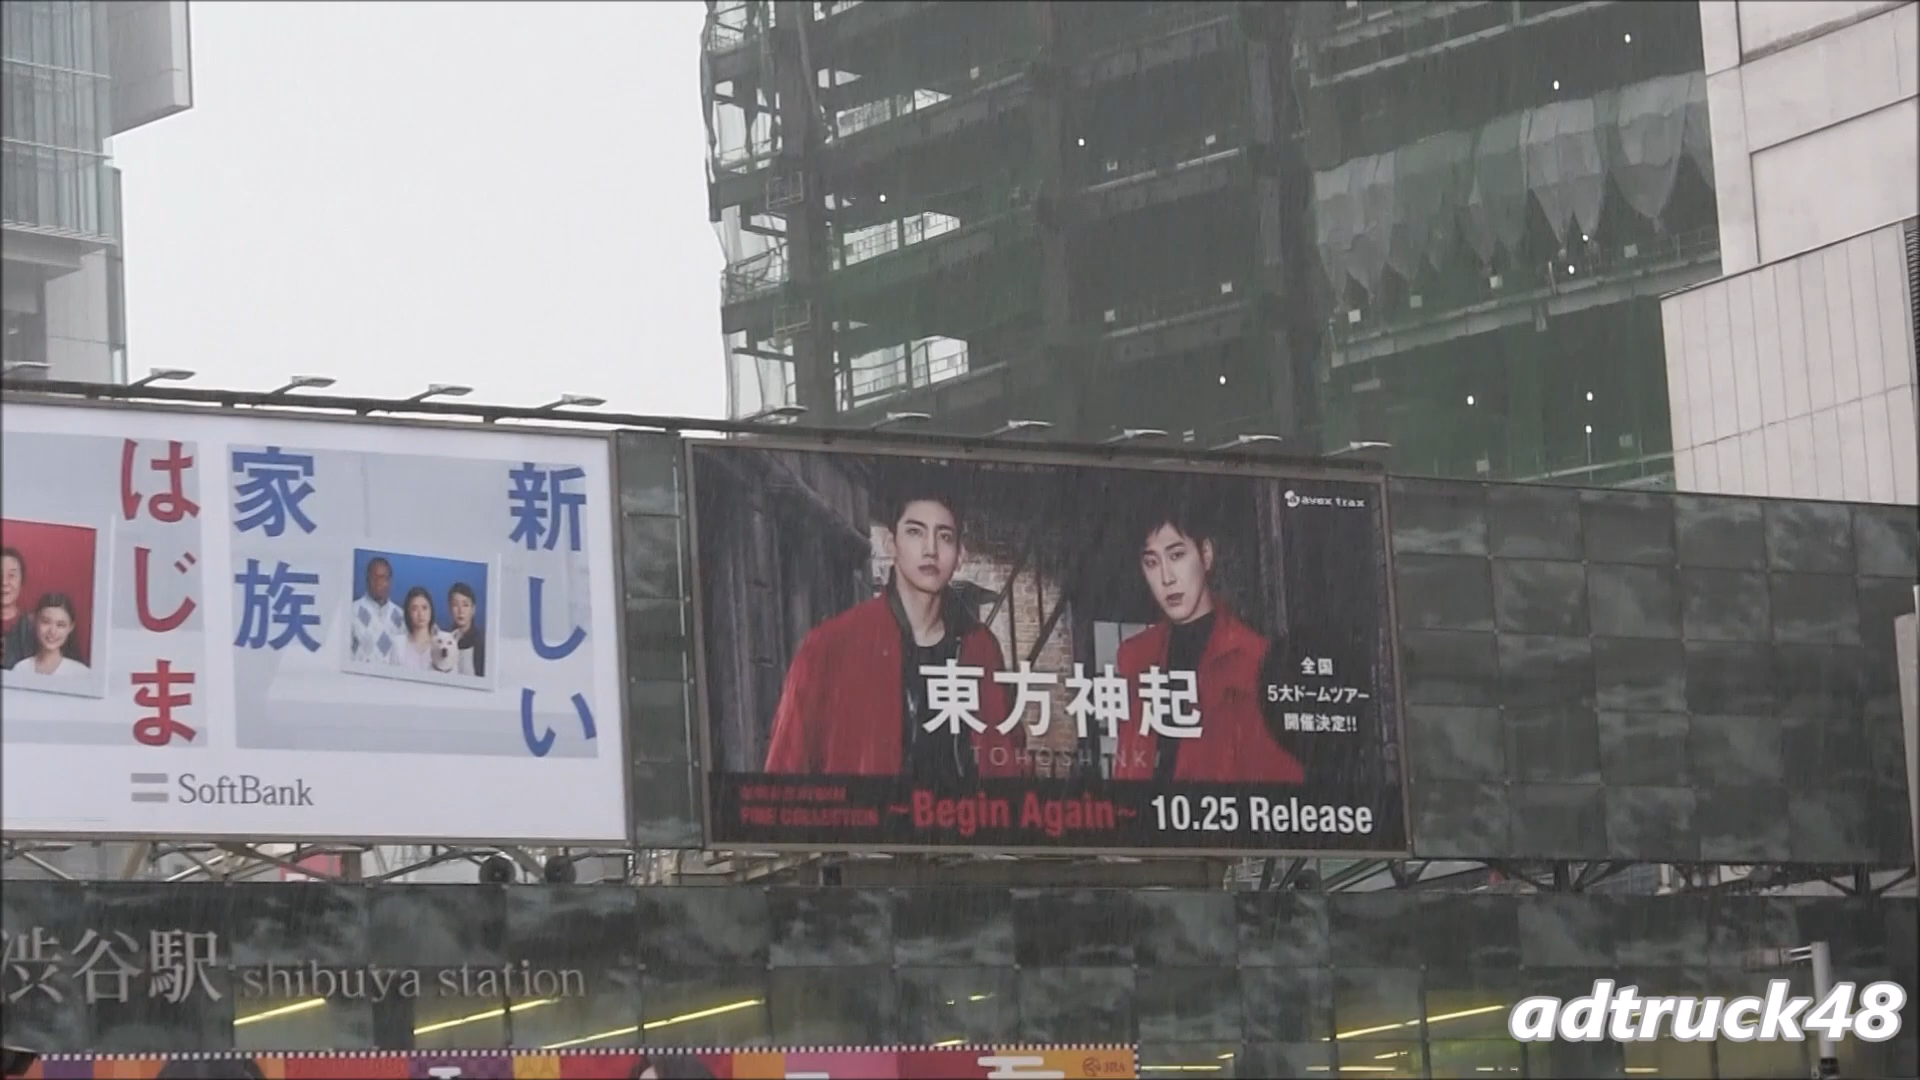 新しい
家族
はじま
SoftBank
avex trax
東方神起
TOHOSHINKI
全国
5大ドームツアー
開催決定!!
FINE COLLECTION ~Begin Again~ 10.25 Release
渋谷駅 shibuya station
adtruck48